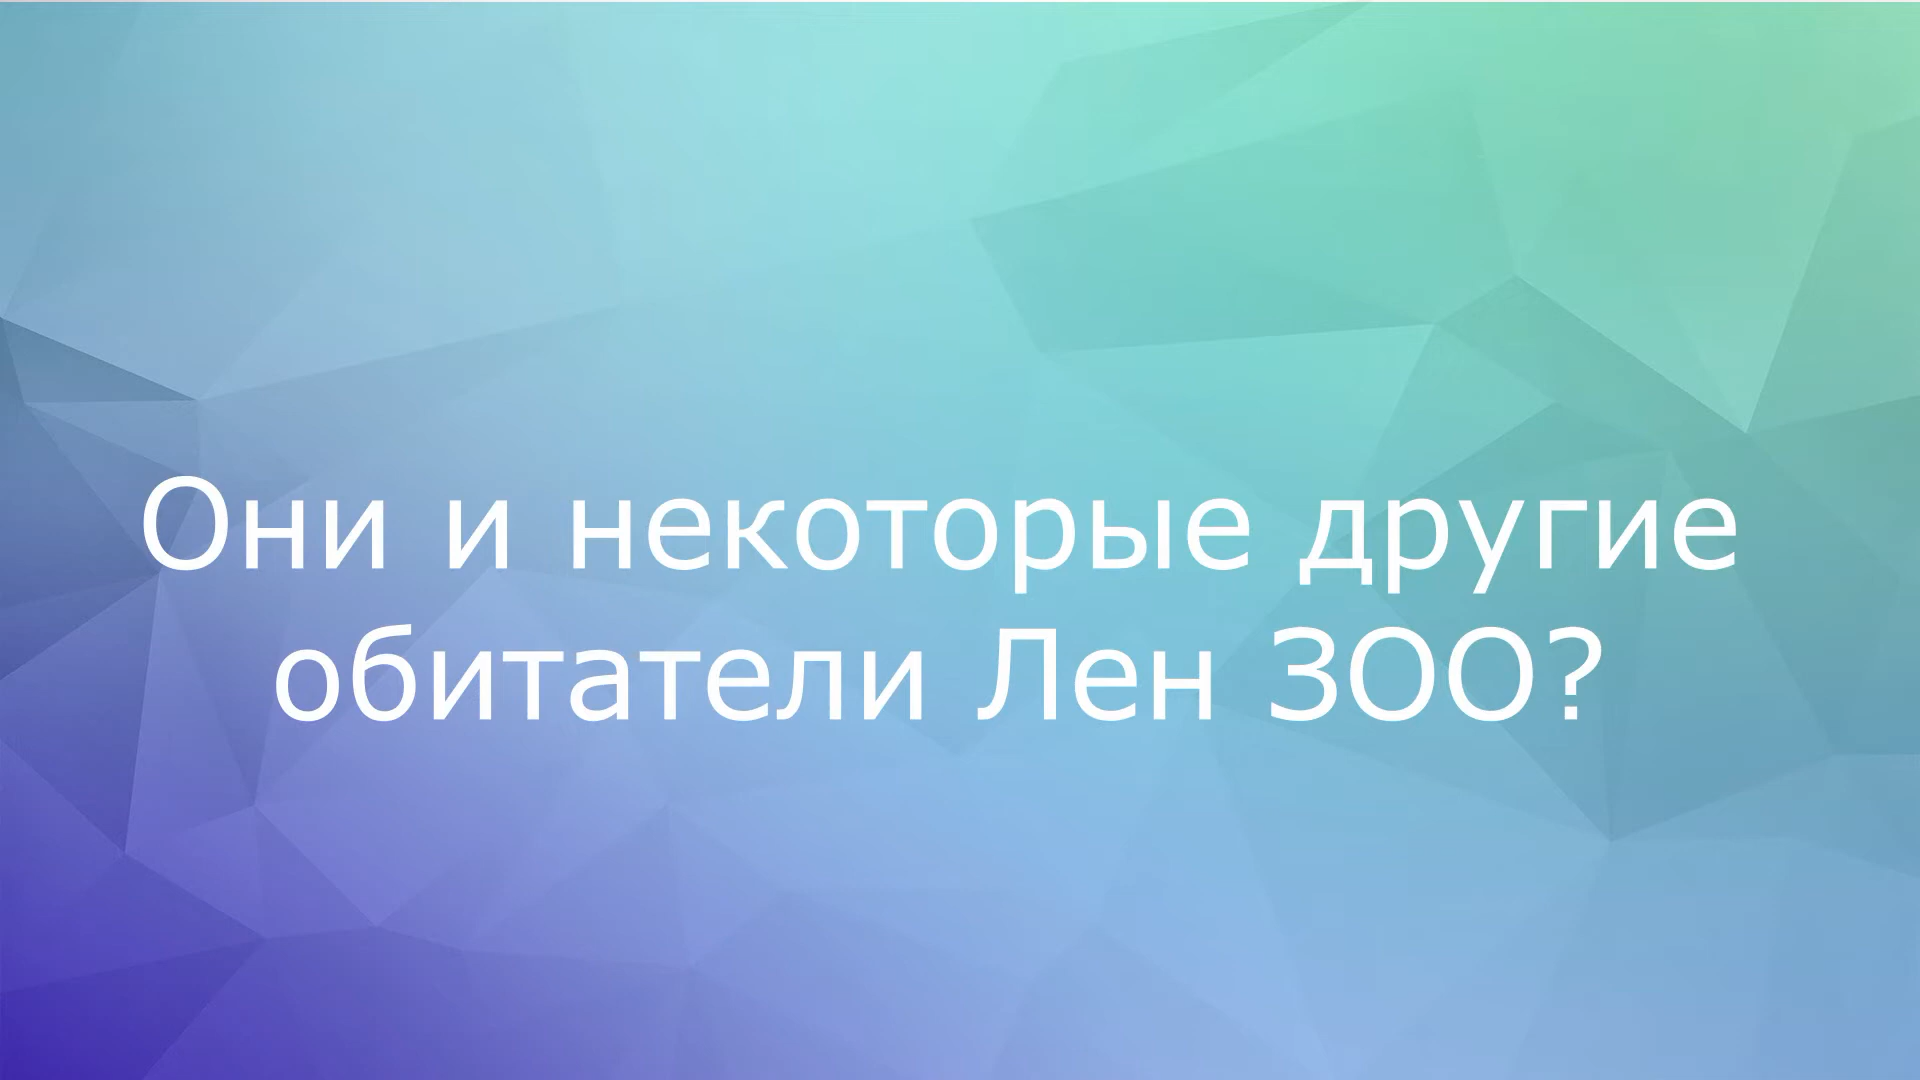 Они и некоторые другие
обитатели Лен ЗОО?